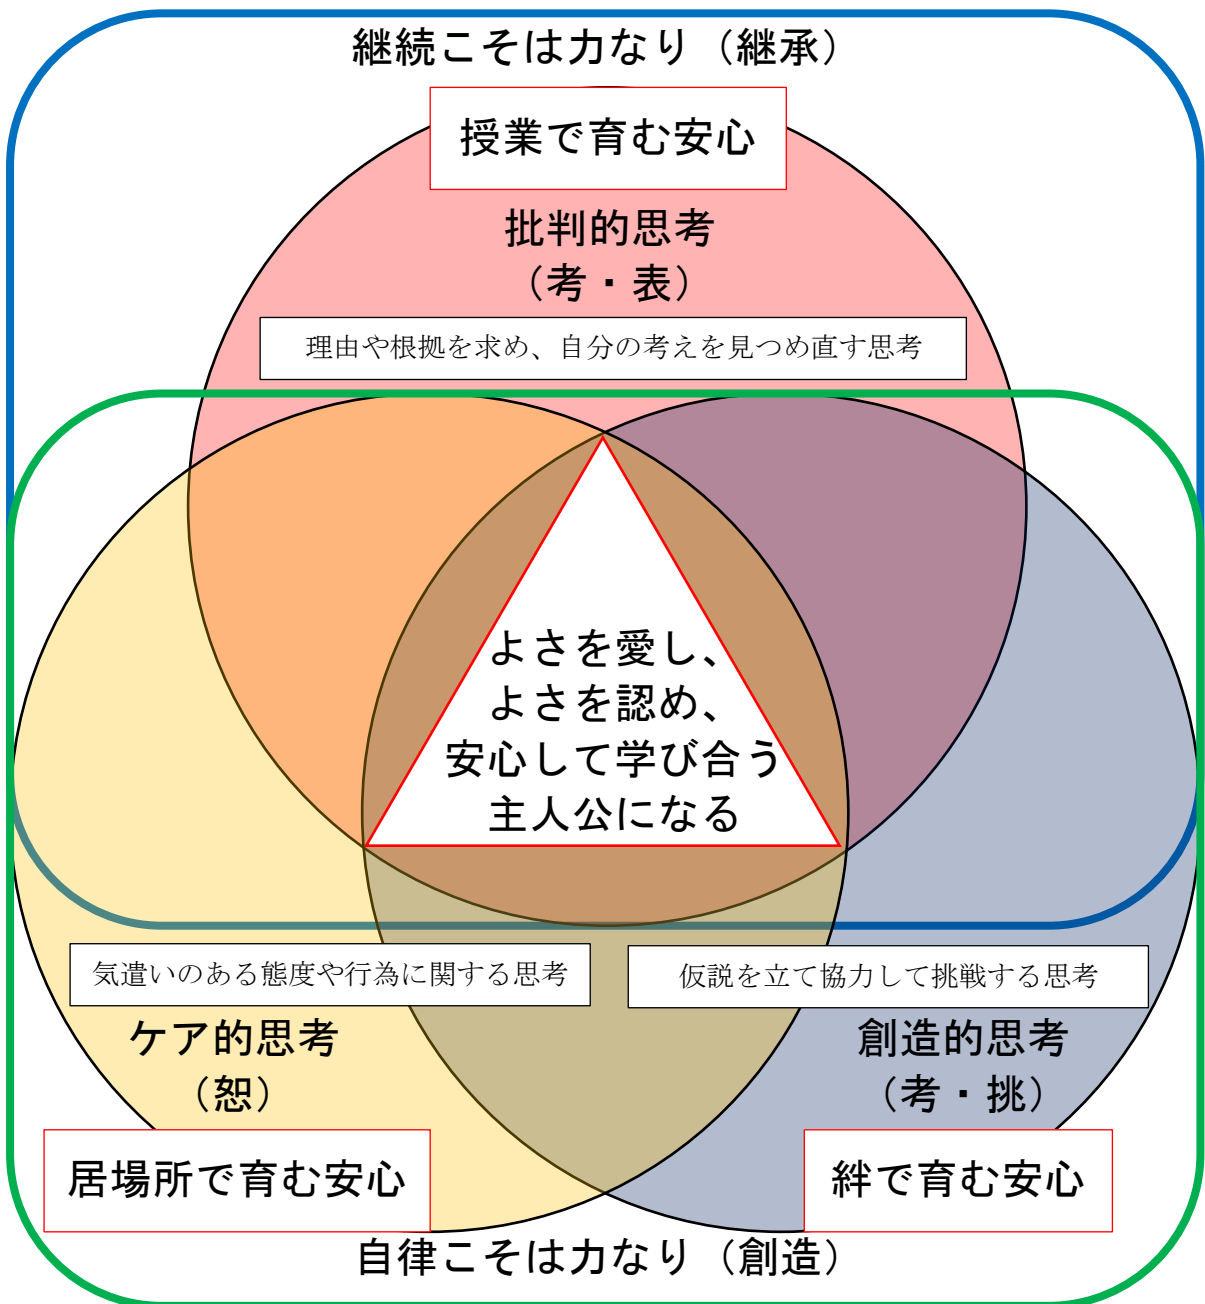 継続こそは力なり（継承）
授業で育む安心
批判的思考
（考・表）
理由や根拠を求め、自分の考えを見つめ直す思考
よさを愛し、
よさを認め、
安心して学び合う
主人公になる
気遣いのある態度や行為に関する思考
仮説を立て協力して挑戦する思考
ケア的思考
（恕）
創造的思考
（考・挑）
居場所で育む安心
絆で育む安心
自律こそは力なり（創造）